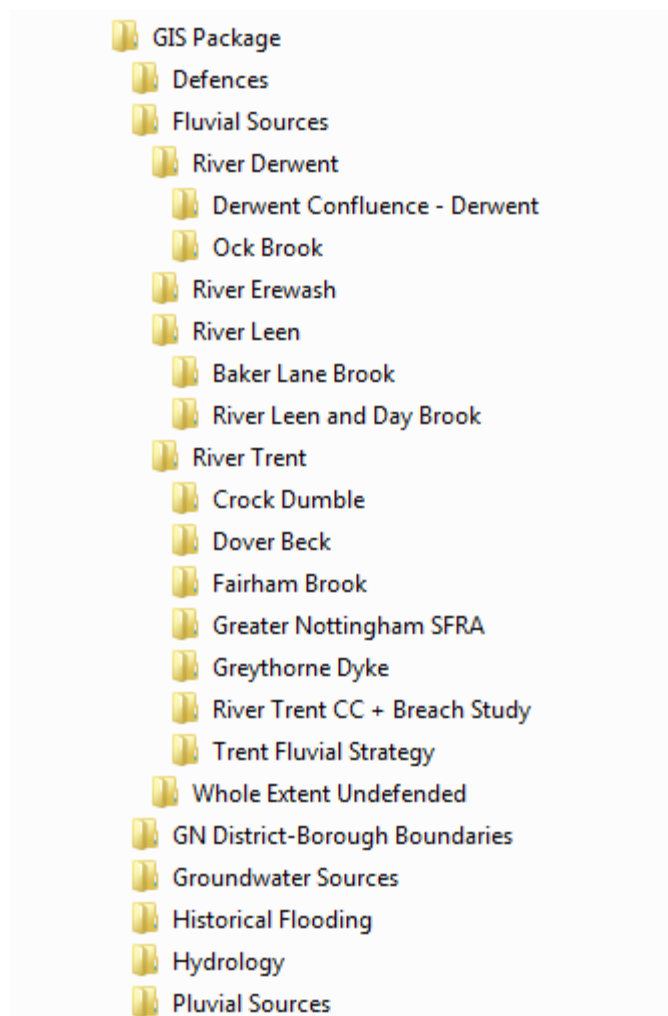 GIS Package
Defences
Fluvial Sources
River Derwent
Derwent Confluence - Derwent
Ock Brook
River Erewash
River Leen
Baker Lane Brook
River Leen and Day Brook
River Trent
Crock Dumble
Dover Beck
Fairham Brook
Greater Nottingham SFRA
Greythorne Dyke
River Trent CC + Breach Study
Trent Fluvial Strategy
Whole Extent Undefended
GN District-Borough Boundaries
Groundwater Sources
Historical Flooding
Hydrology
Pluvial Sources